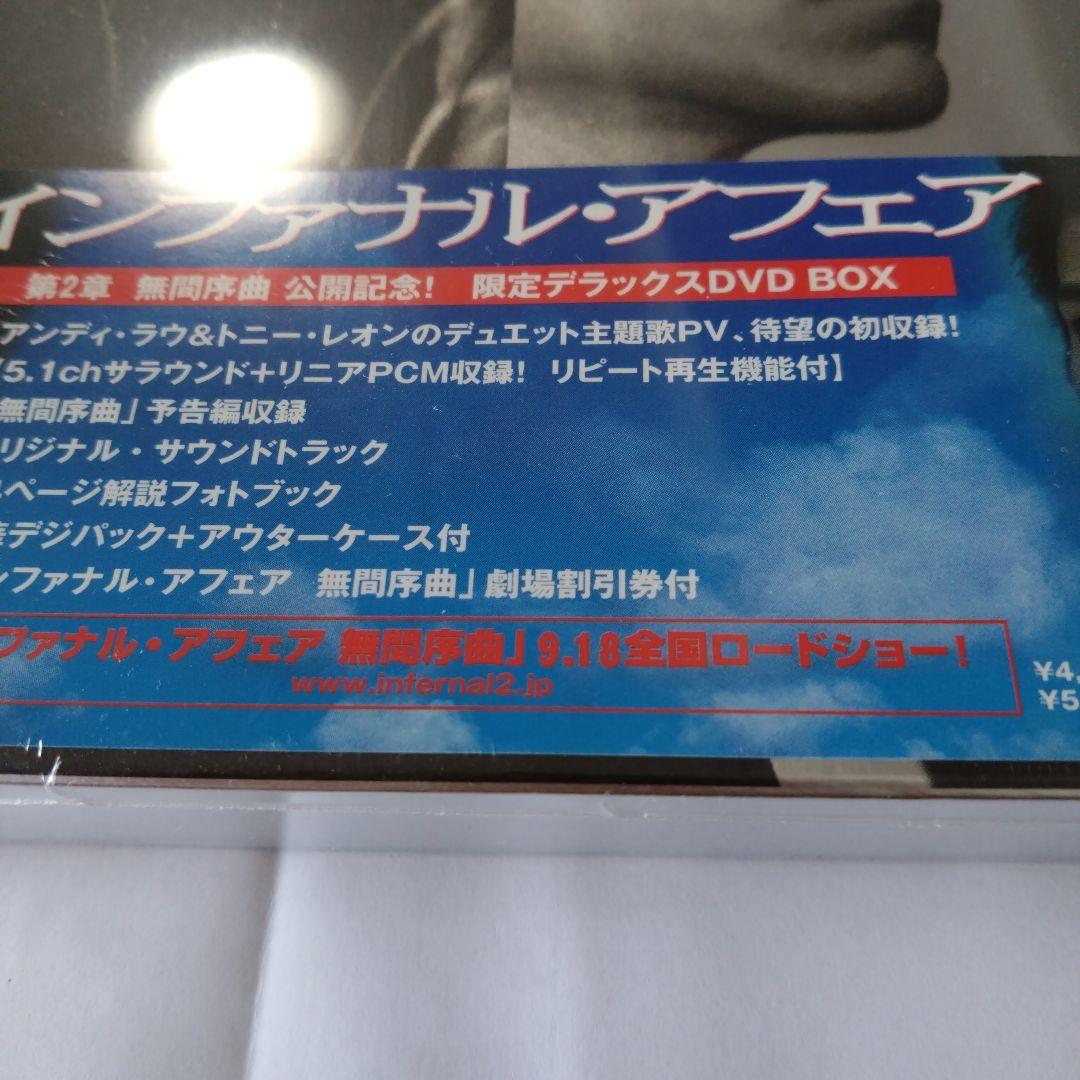 インファナル・アフェア
第2章 無間序曲 公開記念! 限定デラックスDVD BOX
アンディ・ラウ&トニー・レオンのデュエット主題歌PV、待望の初収録!
【5.1chサラウンド+リニアPCM収録! リピート再生機能付】
無間序曲」予告編収録
リジナル・サウンドトラック
ページ解説フォトブック
デジパック+アウターケース付
ンファナル・アフェア 無間序曲」劇場割引券付
ファナル・アフェア 無間序曲」9.18全国ロードショー!
www.infernal2.jp
¥4,
¥5